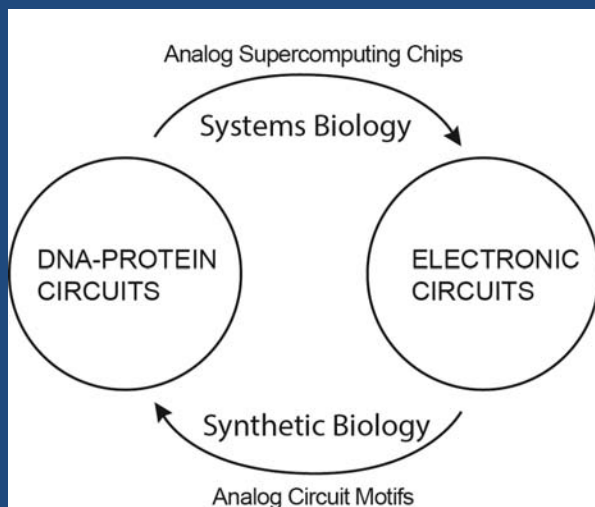 Analog Supercomputing Chips
Systems Biology
DNA-PROTEIN
CIRCUITS
ELECTRONIC
CIRCUITS
Synthetic Biology
Analog Circuit Motifs